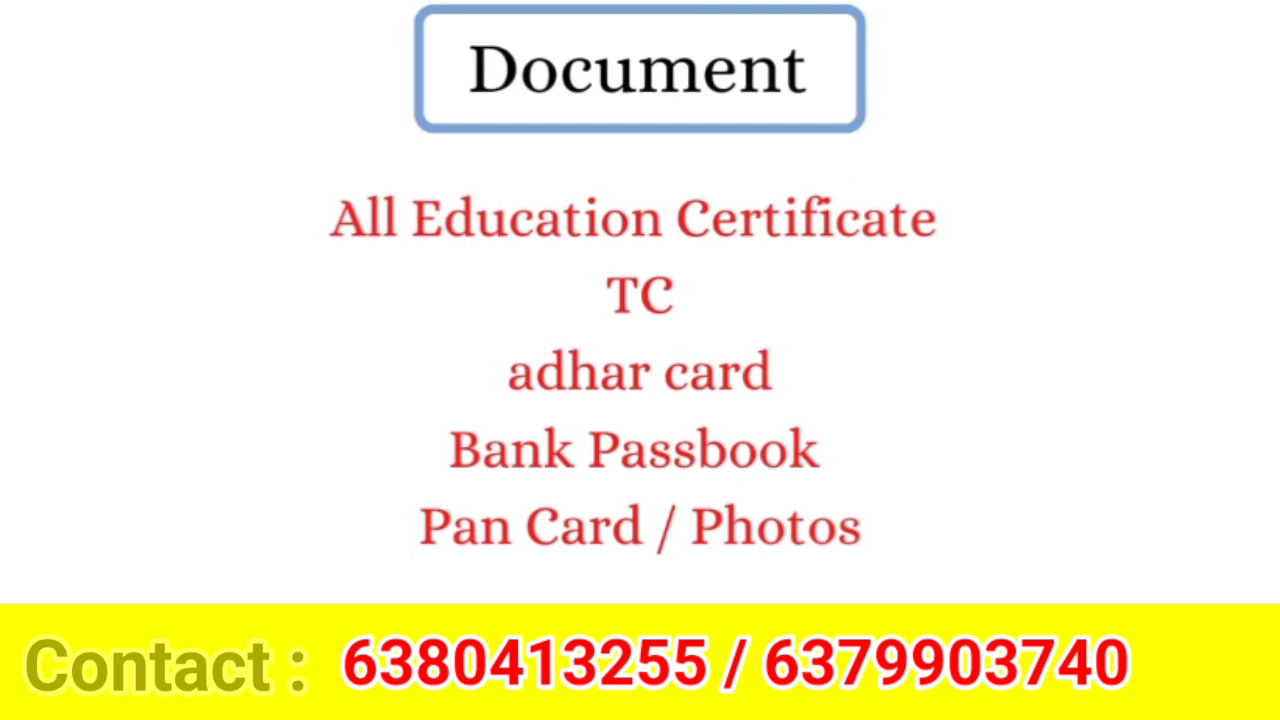 Document
All Education Certificate
TC
adhar card
Bank Passbook
Pan Card / Photos
Contact : 6380413255 / 6379903740